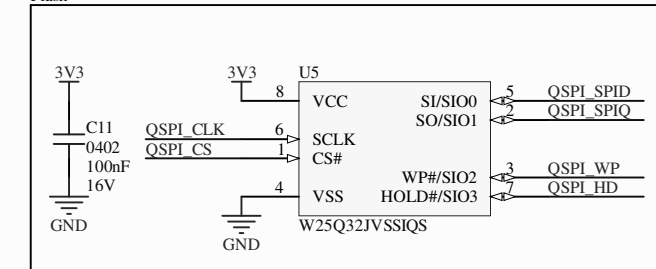 3V3
C11
0402
100nF
16V
GND
3V3
U5
8 VCC
QSPI_CLK 6 SCLK
QSPI_CS 1 CS#
4 VSS
GND
SI/SIO0 5 QSPI_SPID
SO/SIO1 2 QSPI_SPIQ
WP#/SIO2 3 QSPI_WP
HOLD#/SIO3 7 QSPI_HD
W25Q32JVSSIQS